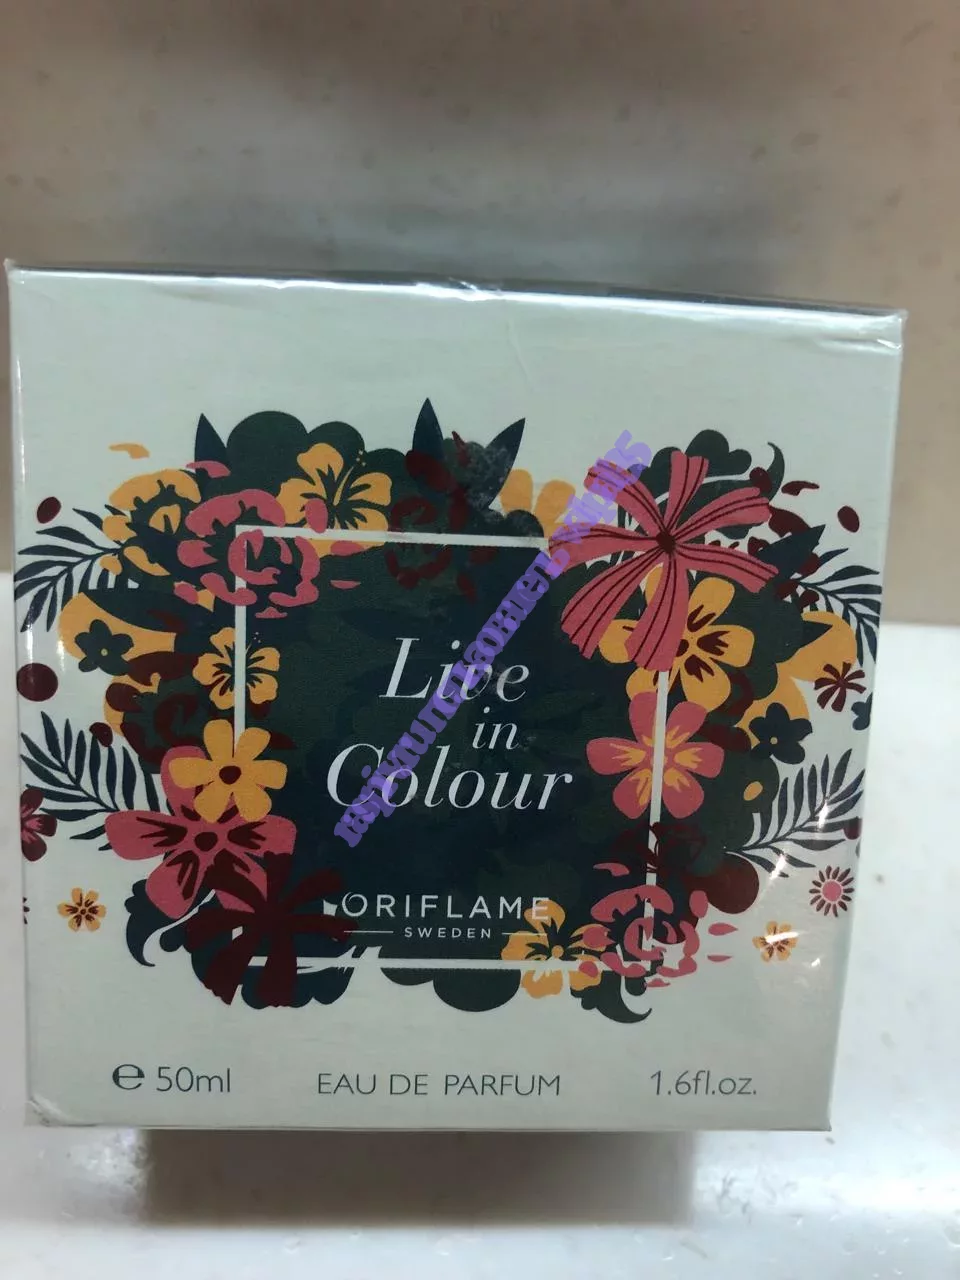 Live
in
Colour
ORIFLAME
SWEDEN
e 50ml EAU DE PARFUM 1.6fl.oz.